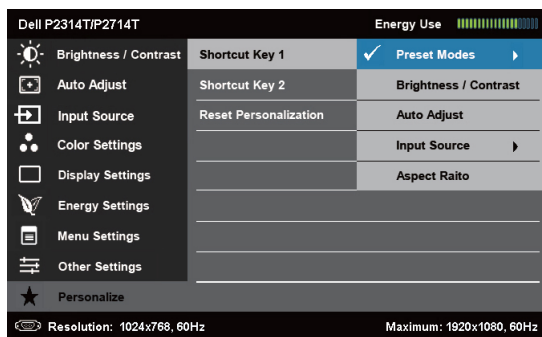 Dell P2314T/P2714T Energy Use
Brightness / Contrast Shortcut Key 1 Preset Modes
Auto Adjust Shortcut Key 2 Brightness / Contrast
Input Source Reset Personalization Auto Adjust
Color Settings Input Source
Display Settings Aspect Raito
Energy Settings
Menu Settings
Other Settings
Personalize
Resolution: 1024x768, 60Hz Maximum: 1920x1080, 60Hz